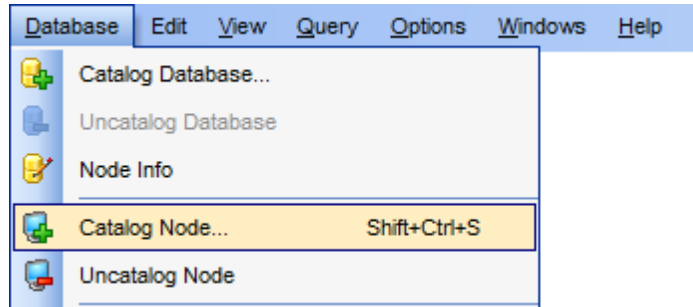 Database Edit View Query Options Windows Help
Catalog Database...
Uncatalog Database
Node Info
Catalog Node... Shift+Ctrl+S
Uncatalog Node